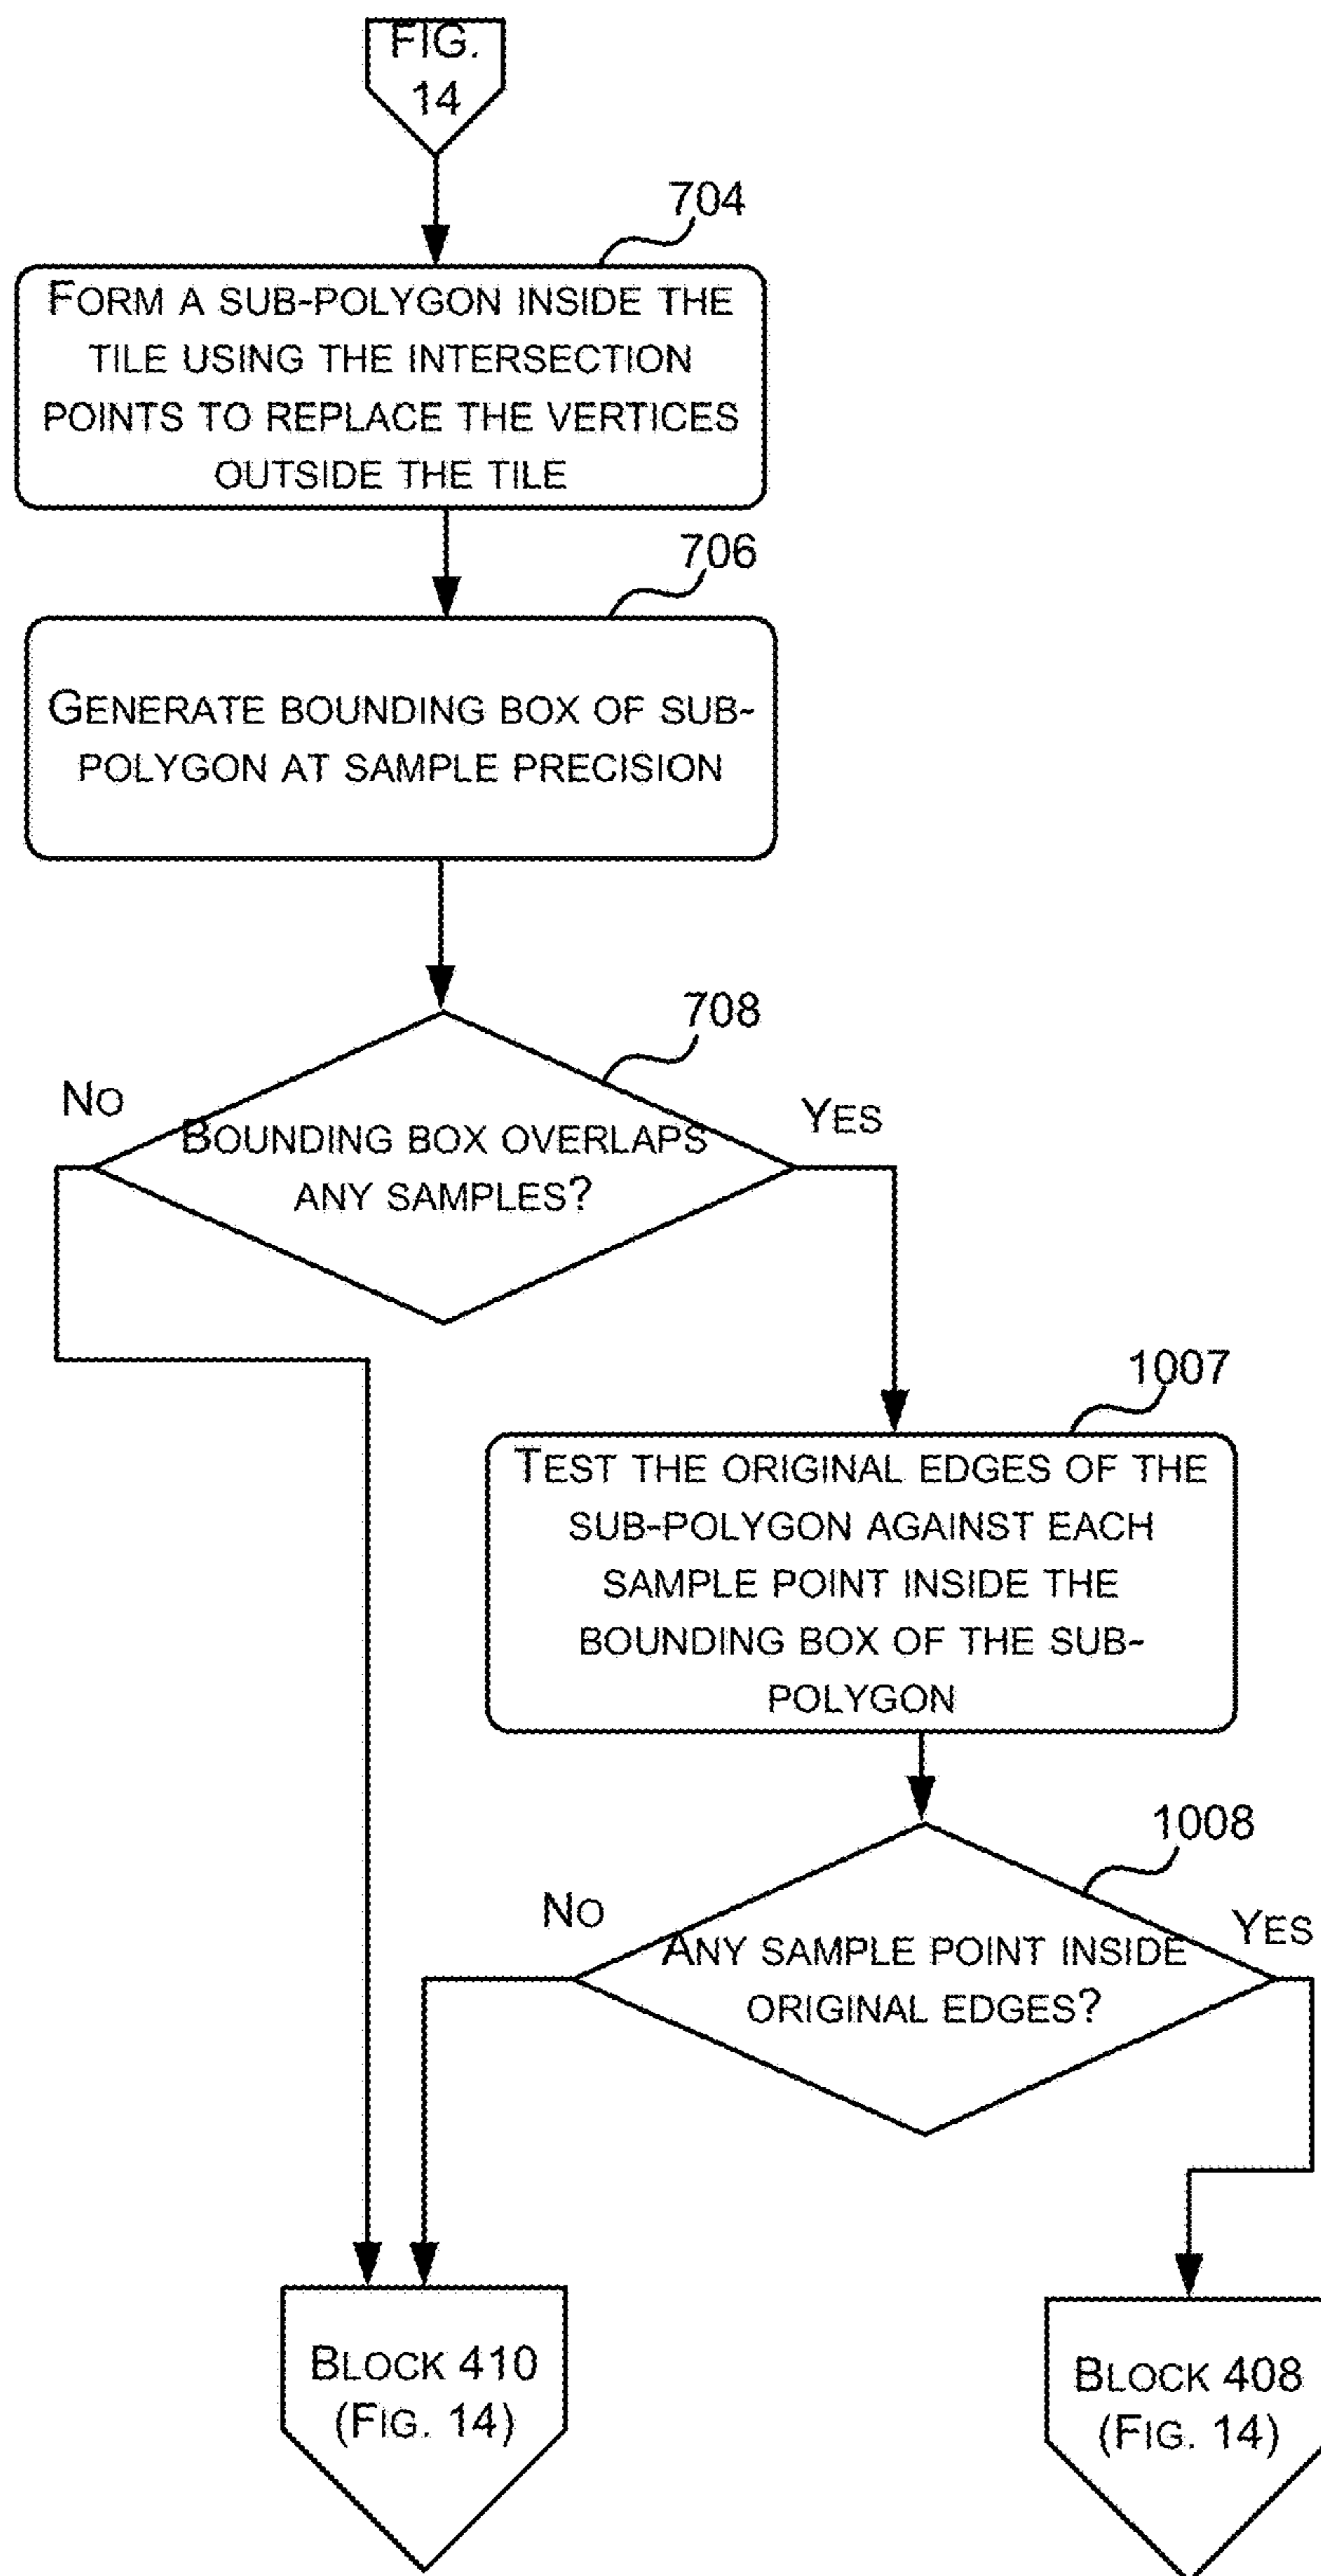 FIG.
14
704
FORM A SUB-POLYGON INSIDE THE
TILE USING THE INTERSECTION
POINTS TO REPLACE THE VERTICES
OUTSIDE THE TILE
706
GENERATE BOUNDING BOX OF SUB-
POLYGON AT SAMPLE PRECISION
708
NO
YES
BOUNDING BOX OVERLAPS
ANY SAMPLES?
1007
TEST THE ORIGINAL EDGES OF THE
SUB-POLYGON AGAINST EACH
SAMPLE POINT INSIDE THE
BOUNDING BOX OF THE SUB-
POLYGON
1008
NO
YES
ANY SAMPLE POINT INSIDE
ORIGINAL EDGES?
BLOCK 410
(FIG. 14)
BLOCK 408
(FIG. 14)